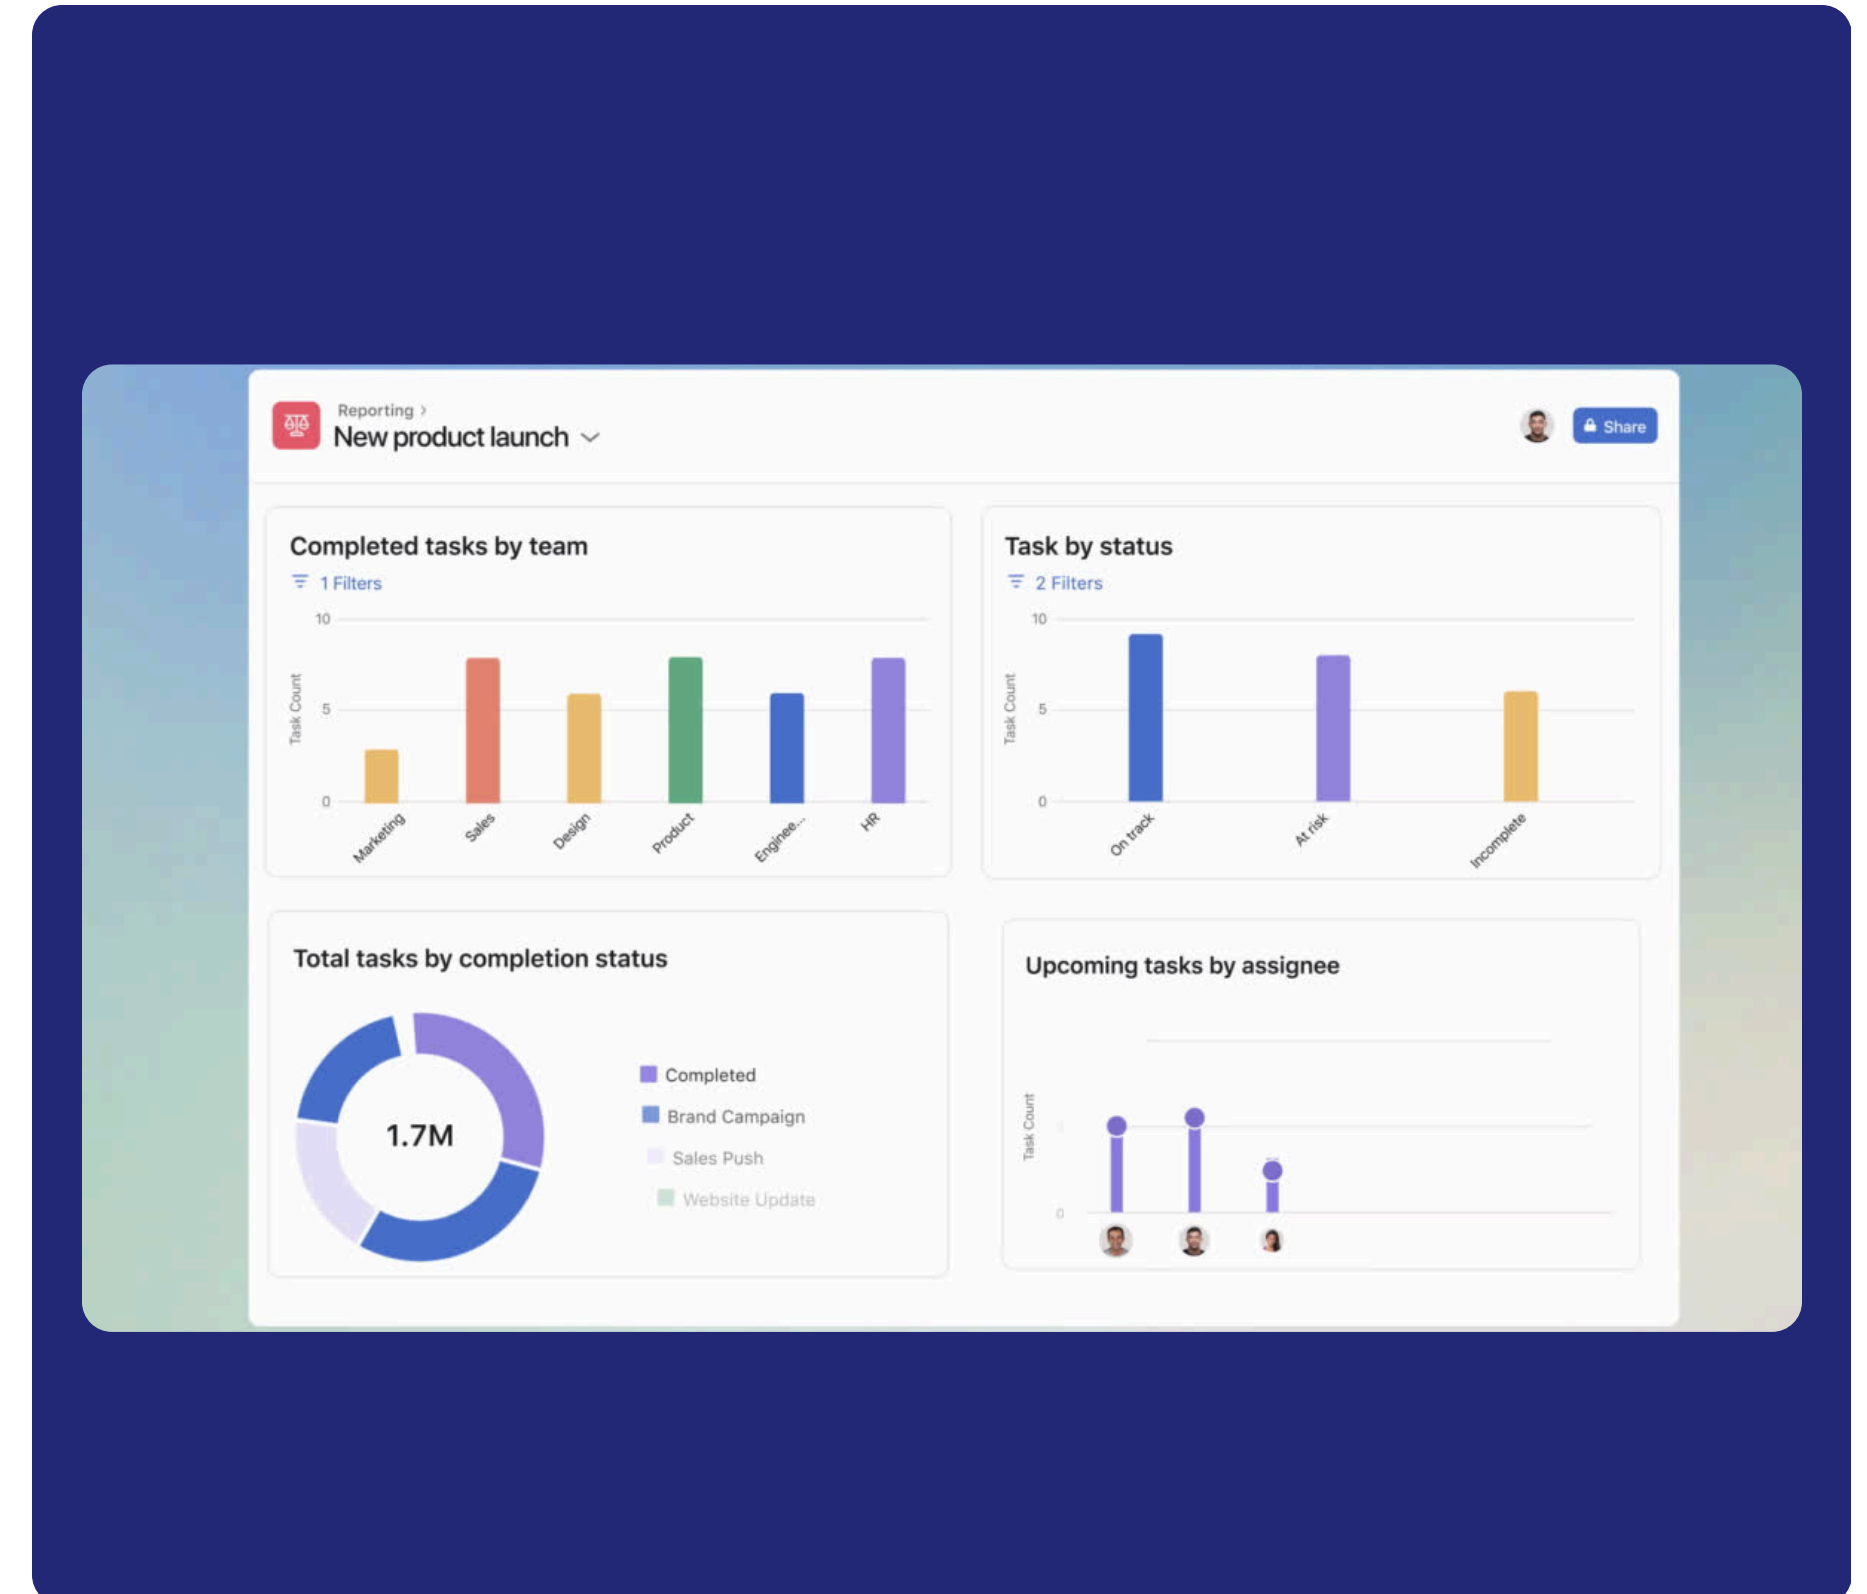 Reporting ›
New product launch
Share
Completed tasks by team
1 Filters
10
5
0
Task Count
Marketing
Sales
Design
Product
Enginee...
HR
Task by status
2 Filters
10
5
0
Task Count
On track
At risk
Incomplete
Total tasks by completion status
1.7M
Completed
Brand Campaign
Sales Push
Website Update
Upcoming tasks by assignee
Task Count
0